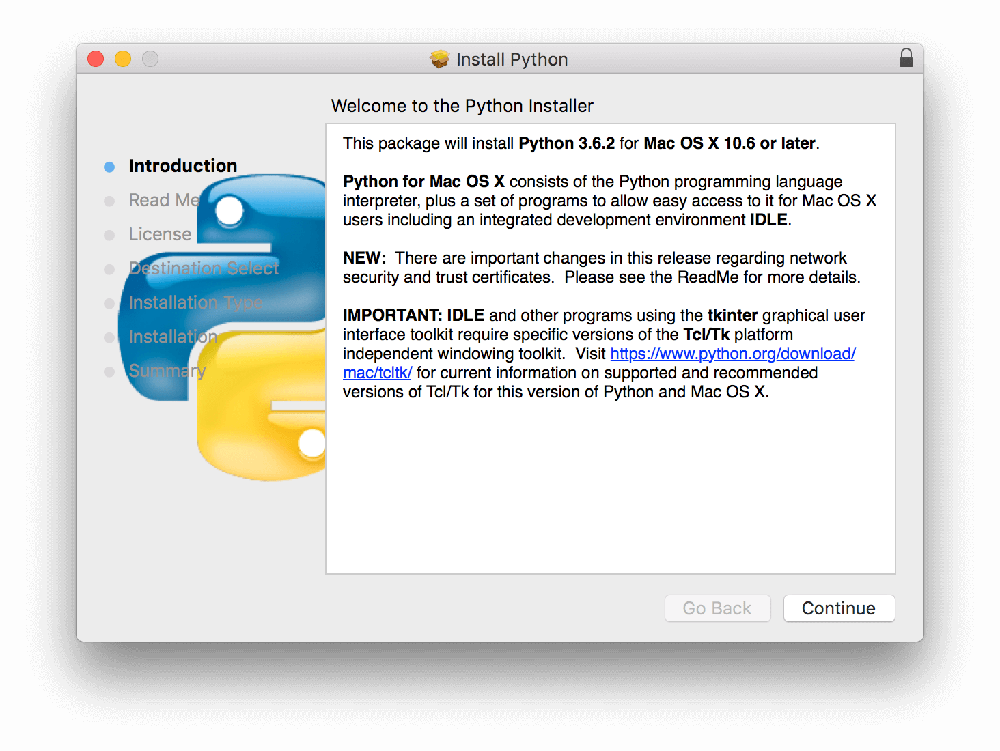 Install Python
Welcome to the Python Installer
Introduction
Read Me
License
Destination Select
Installation Type
Installation
Summary
This package will install Python 3.6.2 for Mac OS X 10.6 or later.
Python for Mac OS X consists of the Python programming language
interpreter, plus a set of programs to allow easy access to it for Mac OS X
users including an integrated development environment IDLE.
NEW:  There are important changes in this release regarding network
security and trust certificates.  Please see the ReadMe for more details.
IMPORTANT: IDLE and other programs using the tkinter graphical user
interface toolkit require specific versions of the Tcl/Tk platform
independent windowing toolkit.  Visit https://www.python.org/download/
mac/tcltk/ for current information on supported and recommended
versions of Tcl/Tk for this version of Python and Mac OS X.
Go Back
Continue